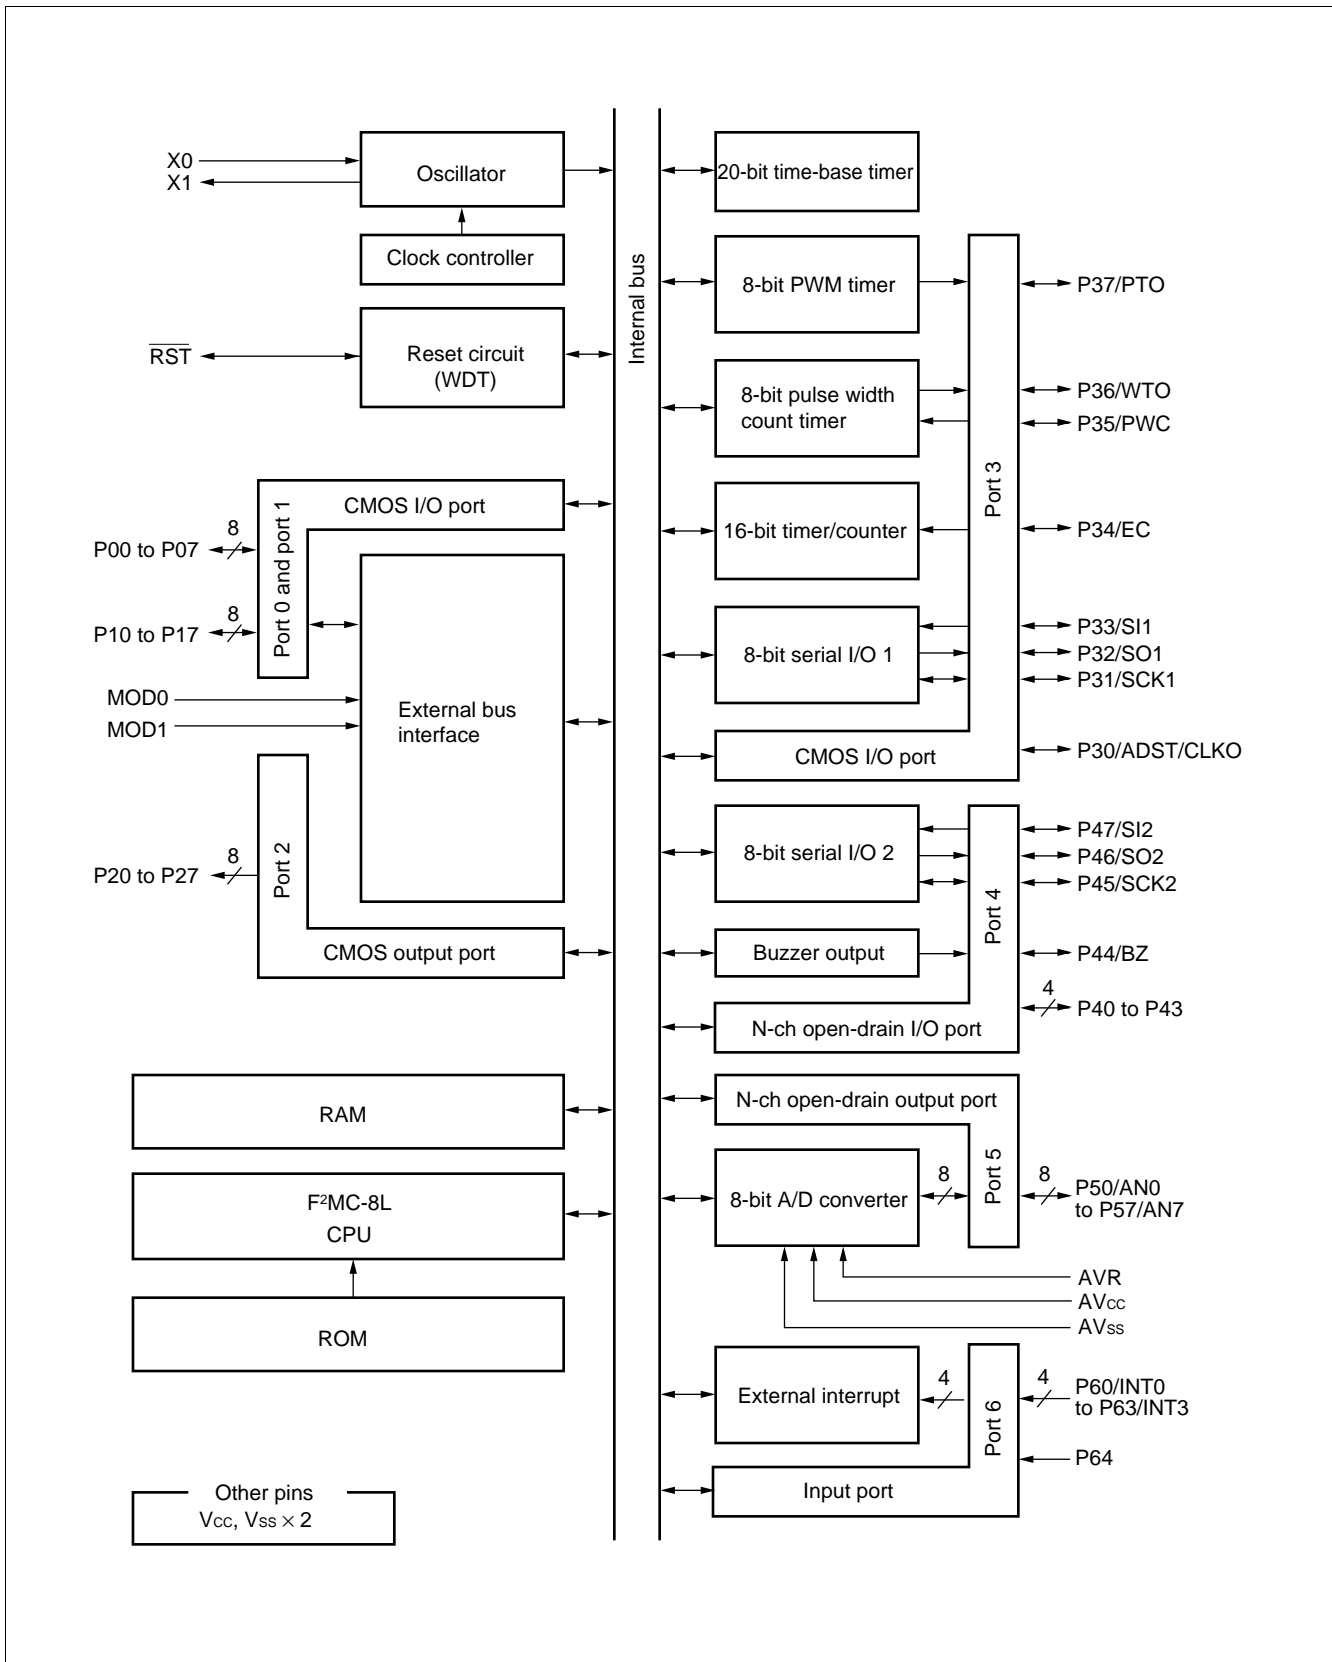 X0
X1
Oscillator
Clock controller
RST
Reset circuit
(WDT)
CMOS I/O port
Port 0 and port 1
8
P00 to P07
8
P10 to P17
MOD0
MOD1
External bus
interface
Port 2
8
P20 to P27
CMOS output port
RAM
F²MC-8L
CPU
ROM
Other pins
VCC, VSS × 2
Internal bus
20-bit time-base timer
8-bit PWM timer
P37/PTO
8-bit pulse width
count timer
P36/WTO
P35/PWC
Port 3
16-bit timer/counter
P34/EC
8-bit serial I/O 1
P33/SI1
P32/SO1
P31/SCK1
CMOS I/O port
P30/ADST/CLKO
8-bit serial I/O 2
P47/SI2
P46/SO2
P45/SCK2
Port 4
Buzzer output
P44/BZ
4
P40 to P43
N-ch open-drain I/O port
N-ch open-drain output port
Port 5
8-bit A/D converter
8
8
P50/AN0
to P57/AN7
AVR
AVCC
AVSS
External interrupt
4
4
P60/INT0
to P63/INT3
Port 6
P64
Input port